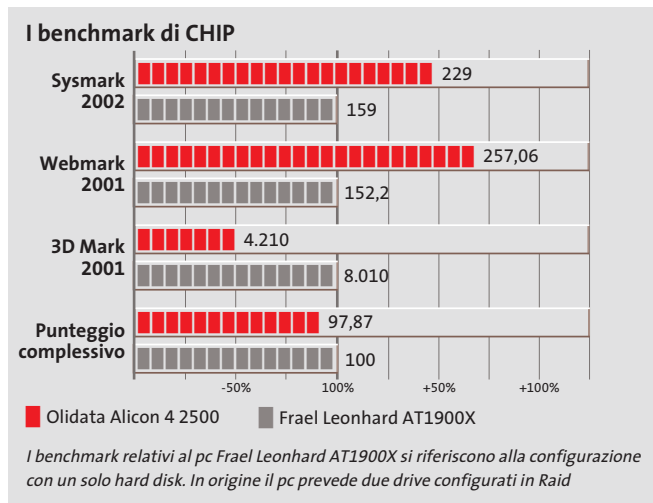 I benchmark di CHIP
Sysmark
2002
229
159
Webmark
2001
257,06
152,2
3D Mark
2001
4.210
8.010
Punteggio
complessivo
97,87
100
-50%
100%
+50%
+100%
Olidata Alicon 4 2500
Frael Leonhard AT1900X
I benchmark relativi al pc Frael Leonhard AT1900X si riferiscono alla configurazione
con un solo hard disk. In origine il pc prevede due drive configurati in Raid